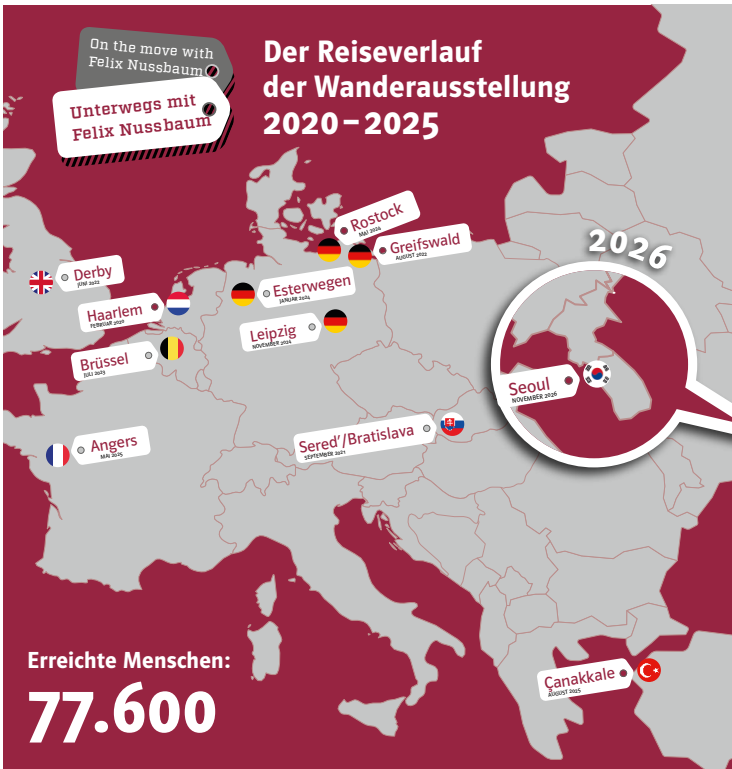 On the move with
Felix Nussbaum
Unterwegs mit
Felix Nussbaum
Der Reiseverlauf
der Wanderausstellung
2020–2025
Rostock
MAI 2024
Greifswald
AUGUST 2022
2026
Derby
JUNI 2022
Esterwegen
JANUAR 2024
Haarlem
FEBRUAR 2020
Leipzig
NOVEMBER 2024
Brüssel
JULI 2023
Seoul
NOVEMBER 2026
Angers
MAI 2025
Sered’/Bratislava
SEPTEMBER 2021
Erreichte Menschen:
77.600
Çanakkale
AUGUST 2025